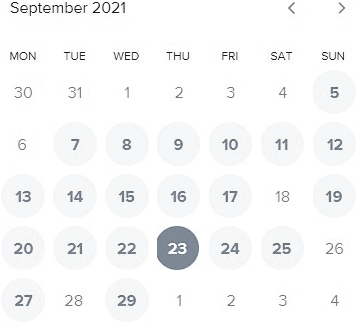 September 2021
MON TUE WED THU FRI SAT SUN
30 31 1 2 3 4 5
6 7 8 9 10 11 12
13 14 15 16 17 18 19
20 21 22 23 24 25 26
27 28 29 1 2 3 4